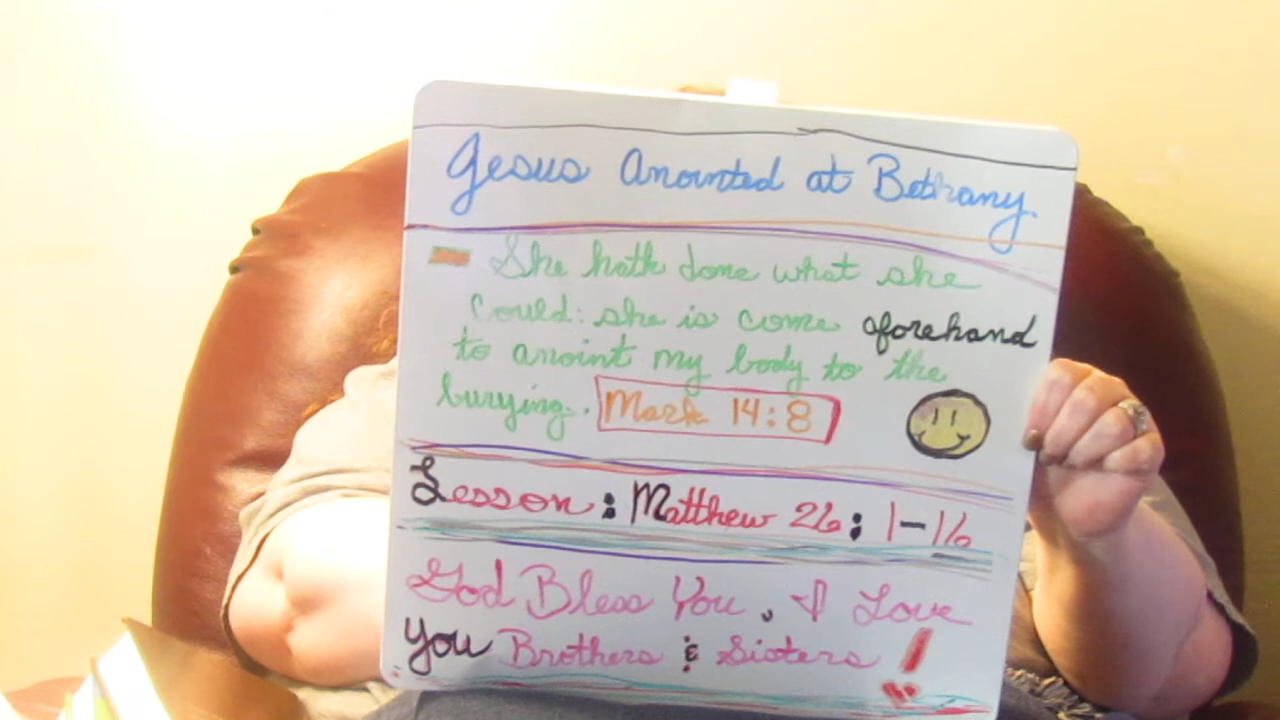 Jesus Anointed at Bethany.
- She hath done what she
could: she is come aforehand
to anoint my body to the
burying. Mark 14:8
Lesson: Matthew 26: 1-16
God Bless You, I Love
you Brothers & Sisters!